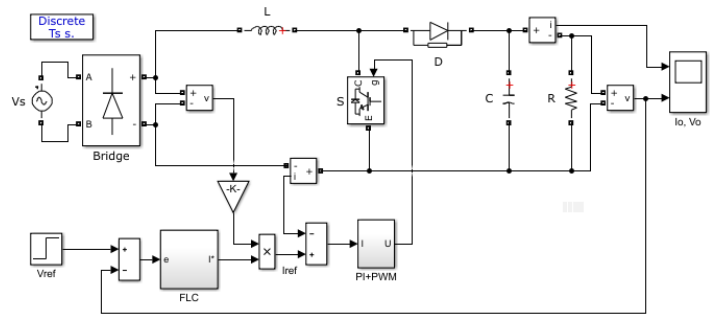 Discrete
Ts s.
L
D
Vs
A
+
B
-
Bridge
+
-
v
C
g
E
S
C
R
i
+
-
+
-
v
Io, Vo
-
i
+
-K-
Vref
+
-
e
I*
FLC
×
Iref
-
+
I
U
PI+PWM